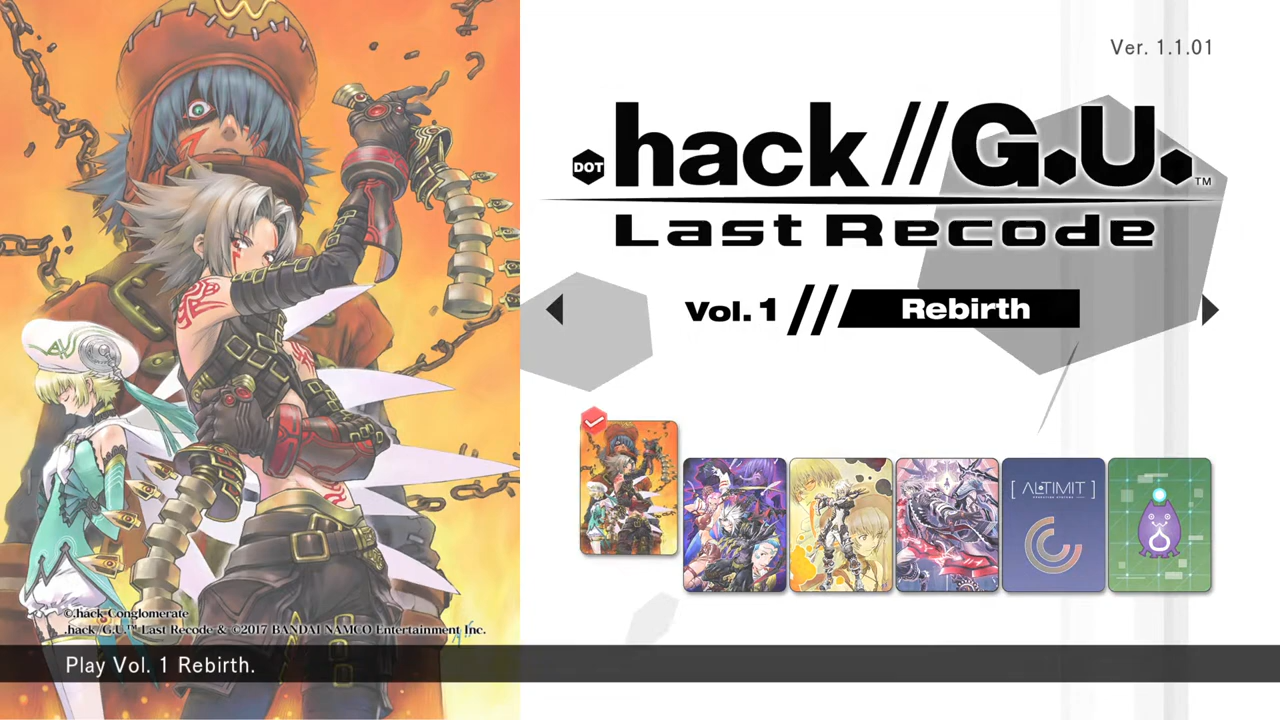 Ver. 1.1.01
DOT
.hack//G.U.™
Last Recode
Vol. 1// Rebirth
[ ALTIMIT ]
©.hack Conglomerate
.hack//G.U.™ Last Recode & ©2017 BANDAI NAMCO Entertainment Inc.
Play Vol. 1 Rebirth.